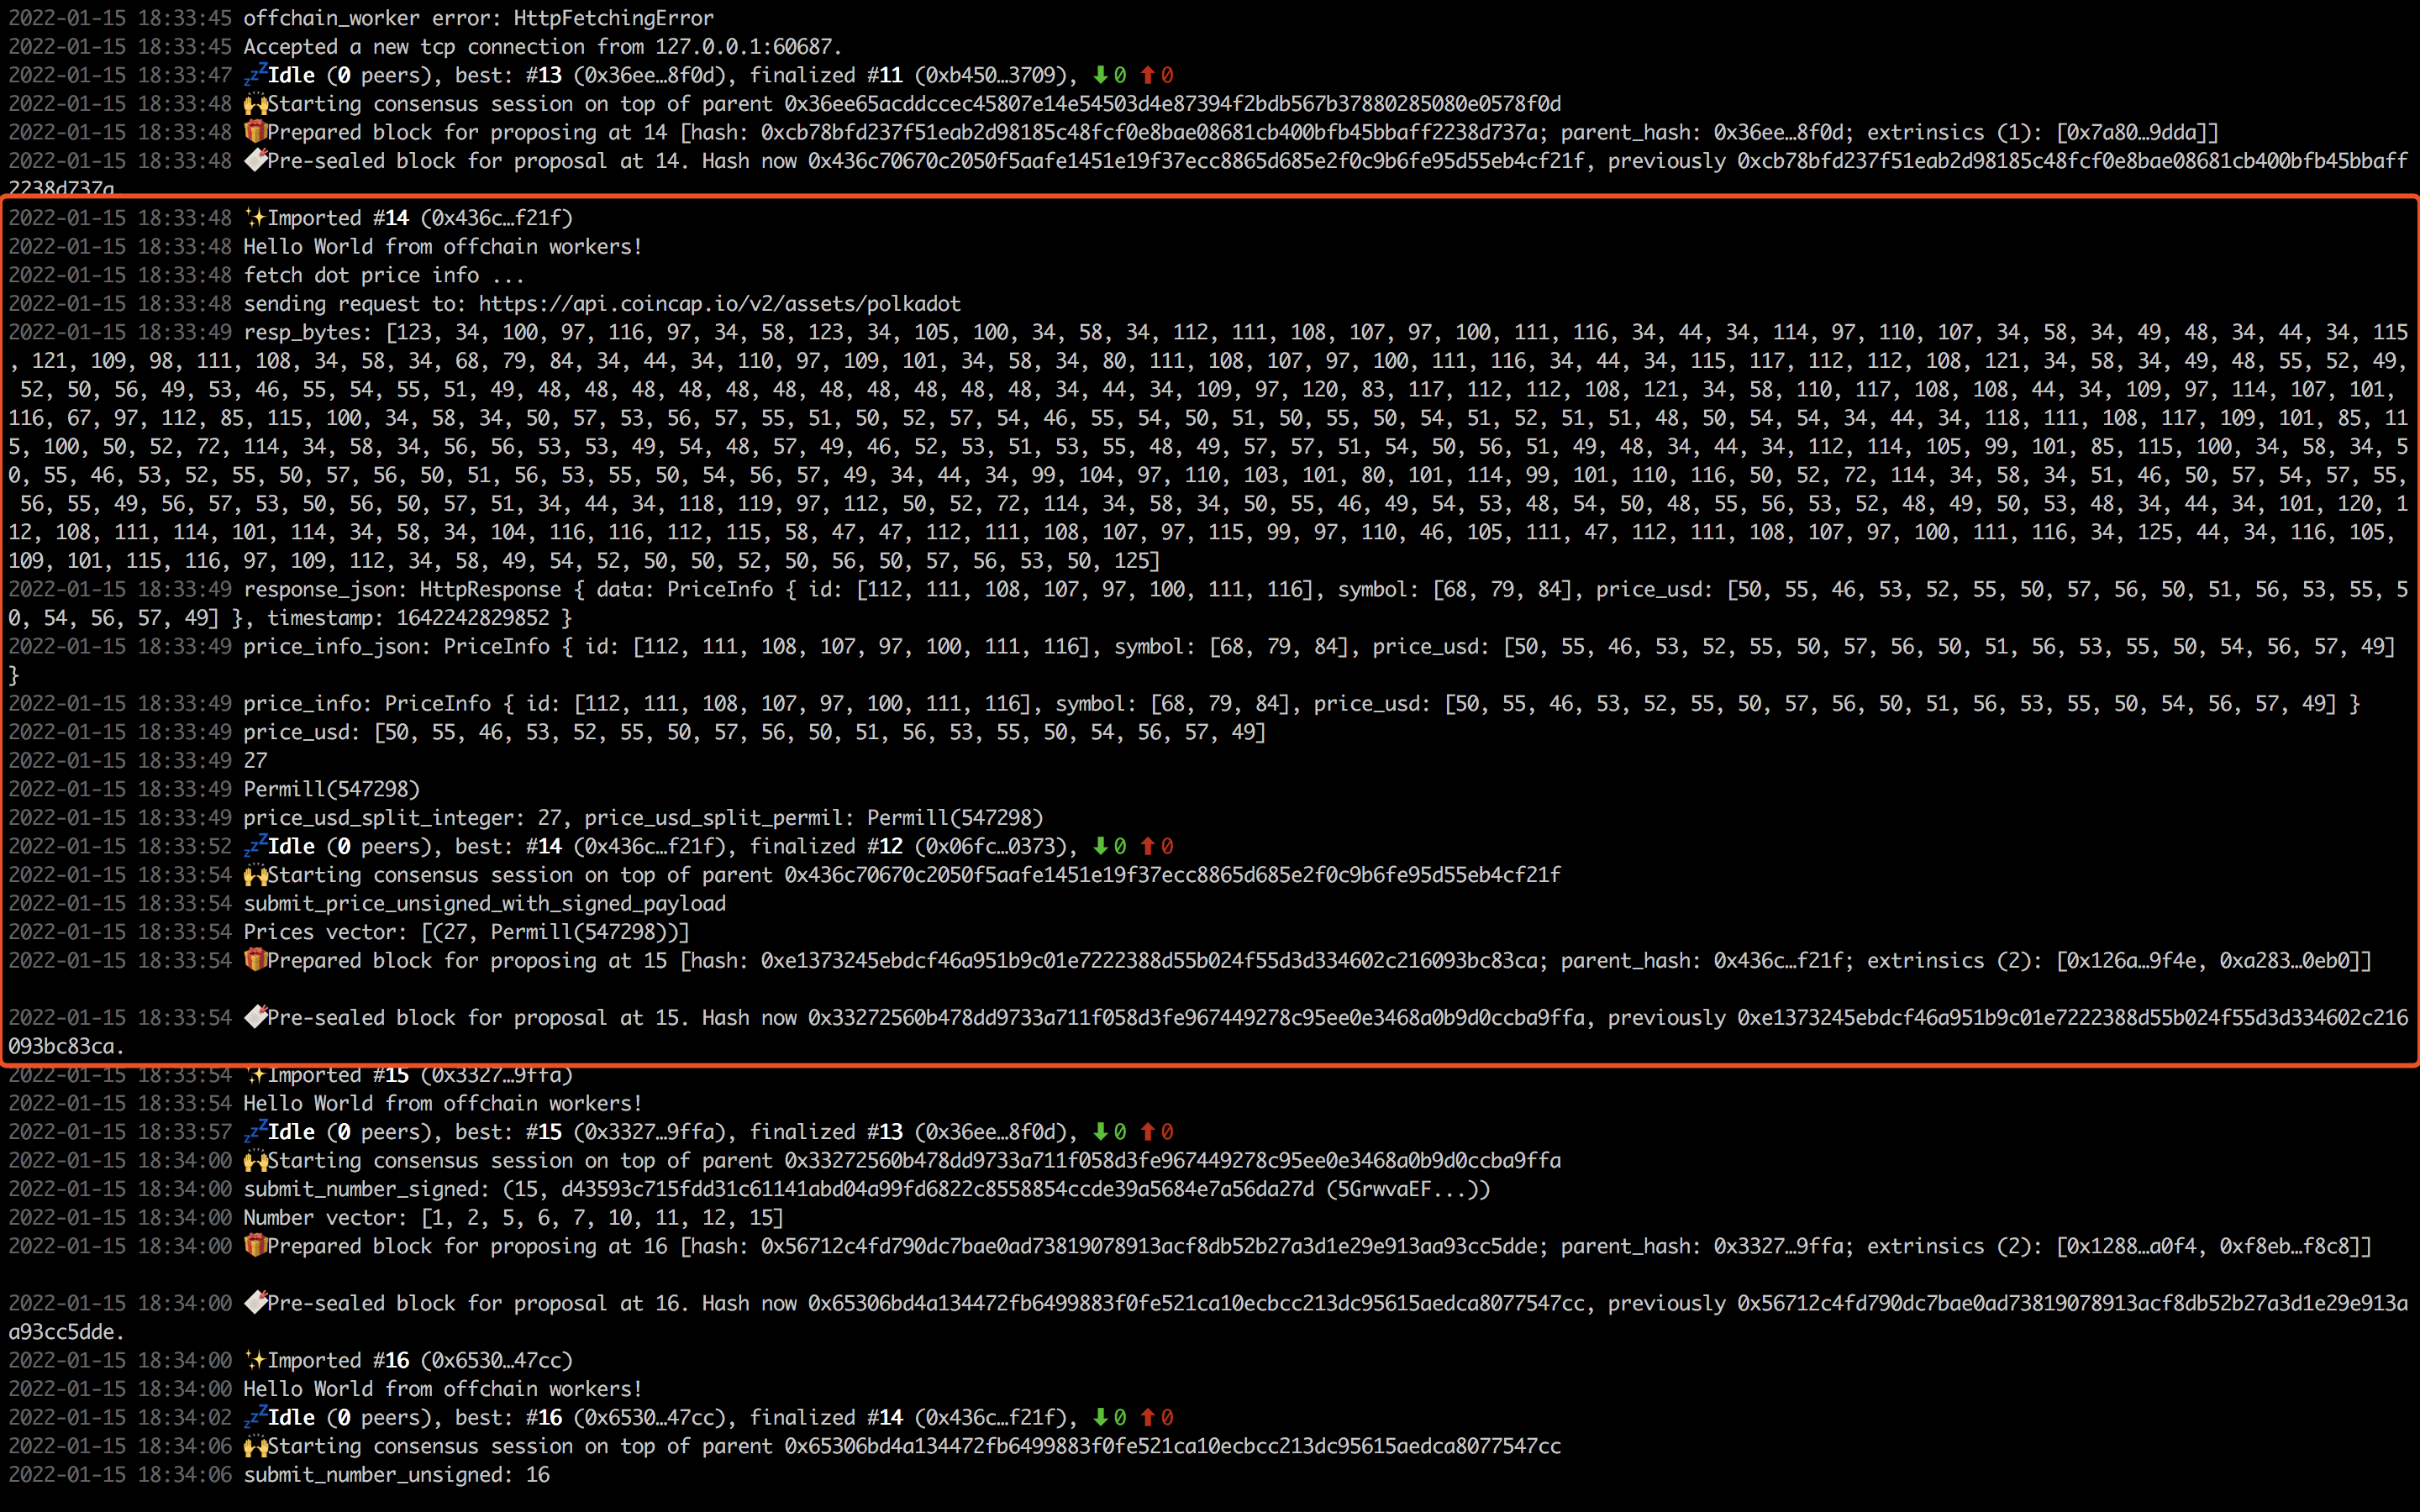 2022-01-15 18:33:45 offchain_worker error: HttpFetchingError
2022-01-15 18:33:45 Accepted a new tcp connection from 127.0.0.1:60687.
2022-01-15 18:33:47 💤Idle (0 peers), best: #13 (0x36ee…8f0d), finalized #11 (0xb450…3709), ⬇0 ⬆0
2022-01-15 18:33:48 🙌Starting consensus session on top of parent 0x36ee65acddccec45807e14e54503d4e87394f2bdb567b37880285080e0578f0d
2022-01-15 18:33:48 🎁Prepared block for proposing at 14 [hash: 0xcb78bfd237f51eab2d98185c48fcf0e8bae08681cb400bfb45bbaff2238d737a; parent_hash: 0x36ee…8f0d; extrinsics (1): [0x7a80…9dda]]
2022-01-15 18:33:48 🔖Pre-sealed block for proposal at 14. Hash now 0x436c70670c2050f5aafe1451e19f37ecc8865d685e2f0c9b6fe95d55eb4cf21f, previously 0xcb78bfd237f51eab2d98185c48fcf0e8bae08681cb400bfb45bbaff
2238d737a
2022-01-15 18:33:48 ✨Imported #14 (0x436c…f21f)
2022-01-15 18:33:48 Hello World from offchain workers!
2022-01-15 18:33:48 fetch dot price info ...
2022-01-15 18:33:48 sending request to: https://api.coincap.io/v2/assets/polkadot
2022-01-15 18:33:49 resp_bytes: [123, 34, 100, 97, 116, 97, 34, 58, 123, 34, 105, 100, 34, 58, 34, 112, 111, 108, 107, 97, 100, 111, 116, 34, 44, 34, 114, 97, 110, 107, 34, 58, 34, 49, 48, 34, 44, 34, 115
, 121, 109, 98, 111, 108, 34, 58, 34, 68, 79, 84, 34, 44, 34, 110, 97, 109, 101, 34, 58, 34, 80, 111, 108, 107, 97, 100, 111, 116, 34, 44, 34, 115, 117, 112, 112, 108, 121, 34, 58, 34, 49, 48, 55, 52, 49,
52, 50, 56, 49, 53, 46, 55, 54, 55, 51, 49, 48, 48, 48, 48, 48, 48, 48, 48, 48, 48, 48, 34, 44, 34, 109, 97, 120, 83, 117, 112, 112, 108, 121, 34, 58, 110, 117, 108, 108, 44, 34, 109, 97, 114, 107, 101,
116, 67, 97, 112, 85, 115, 100, 34, 58, 34, 50, 57, 53, 56, 57, 55, 51, 50, 52, 57, 54, 46, 55, 54, 50, 51, 50, 55, 50, 54, 51, 52, 51, 51, 48, 50, 54, 54, 34, 44, 34, 118, 111, 108, 117, 109, 101, 85, 11
5, 100, 50, 52, 72, 114, 34, 58, 34, 56, 56, 53, 53, 49, 54, 48, 57, 49, 46, 52, 53, 51, 53, 55, 48, 49, 57, 57, 51, 54, 50, 56, 51, 49, 48, 34, 44, 34, 112, 114, 105, 99, 101, 85, 115, 100, 34, 58, 34, 5
0, 55, 46, 53, 52, 55, 50, 57, 56, 50, 51, 56, 53, 55, 50, 54, 56, 57, 49, 34, 44, 34, 99, 104, 97, 110, 103, 101, 80, 101, 114, 99, 101, 110, 116, 50, 52, 72, 114, 34, 58, 34, 51, 46, 50, 57, 54, 57, 55,
56, 55, 49, 56, 57, 53, 50, 56, 50, 57, 51, 34, 44, 34, 118, 119, 97, 112, 50, 52, 72, 114, 34, 58, 34, 50, 55, 46, 49, 54, 53, 48, 54, 50, 48, 55, 56, 53, 52, 48, 49, 50, 53, 48, 34, 44, 34, 101, 120, 1
12, 108, 111, 114, 101, 114, 34, 58, 34, 104, 116, 116, 112, 115, 58, 47, 47, 112, 111, 108, 107, 97, 115, 99, 97, 110, 46, 105, 111, 47, 112, 111, 108, 107, 97, 100, 111, 116, 34, 125, 44, 34, 116, 105,
109, 101, 115, 116, 97, 109, 112, 34, 58, 49, 54, 52, 50, 50, 52, 50, 56, 50, 57, 56, 53, 50, 125]
2022-01-15 18:33:49 response_json: HttpResponse { data: PriceInfo { id: [112, 111, 108, 107, 97, 100, 111, 116], symbol: [68, 79, 84], price_usd: [50, 55, 46, 53, 52, 55, 50, 57, 56, 50, 51, 56, 53, 55, 5
0, 54, 56, 57, 49] }, timestamp: 1642242829852 }
2022-01-15 18:33:49 price_info_json: PriceInfo { id: [112, 111, 108, 107, 97, 100, 111, 116], symbol: [68, 79, 84], price_usd: [50, 55, 46, 53, 52, 55, 50, 57, 56, 50, 51, 56, 53, 55, 50, 54, 56, 57, 49]
}
2022-01-15 18:33:49 price_info: PriceInfo { id: [112, 111, 108, 107, 97, 100, 111, 116], symbol: [68, 79, 84], price_usd: [50, 55, 46, 53, 52, 55, 50, 57, 56, 50, 51, 56, 53, 55, 50, 54, 56, 57, 49] }
2022-01-15 18:33:49 price_usd: [50, 55, 46, 53, 52, 55, 50, 57, 56, 50, 51, 56, 53, 55, 50, 54, 56, 57, 49]
2022-01-15 18:33:49 27
2022-01-15 18:33:49 Permill(547298)
2022-01-15 18:33:49 price_usd_split_integer: 27, price_usd_split_permil: Permill(547298)
2022-01-15 18:33:52 💤Idle (0 peers), best: #14 (0x436c…f21f), finalized #12 (0x06fc…0373), ⬇0 ⬆0
2022-01-15 18:33:54 🙌Starting consensus session on top of parent 0x436c70670c2050f5aafe1451e19f37ecc8865d685e2f0c9b6fe95d55eb4cf21f
2022-01-15 18:33:54 submit_price_unsigned_with_signed_payload
2022-01-15 18:33:54 Prices vector: [(27, Permill(547298))]
2022-01-15 18:33:54 🎁Prepared block for proposing at 15 [hash: 0xe1373245ebdcf46a951b9c01e7222388d55b024f55d3d334602c216093bc83ca; parent_hash: 0x436c…f21f; extrinsics (2): [0x126a…9f4e, 0xa283…0eb0]]
2022-01-15 18:33:54 🔖Pre-sealed block for proposal at 15. Hash now 0x33272560b478dd9733a711f058d3fe967449278c95ee0e3468a0b9d0ccba9ffa, previously 0xe1373245ebdcf46a951b9c01e7222388d55b024f55d3d334602c216
093bc83ca.
2022-01-15 18:33:54 ✨Imported #15 (0x3327…9ffa)
2022-01-15 18:33:54 Hello World from offchain workers!
2022-01-15 18:33:57 💤Idle (0 peers), best: #15 (0x3327…9ffa), finalized #13 (0x36ee…8f0d), ⬇0 ⬆0
2022-01-15 18:34:00 🙌Starting consensus session on top of parent 0x33272560b478dd9733a711f058d3fe967449278c95ee0e3468a0b9d0ccba9ffa
2022-01-15 18:34:00 submit_number_signed: (15, d43593c715fdd31c61141abd04a99fd6822c8558854ccde39a5684e7a56da27d (5GrwvaEF...))
2022-01-15 18:34:00 Number vector: [1, 2, 5, 6, 7, 10, 11, 12, 15]
2022-01-15 18:34:00 🎁Prepared block for proposing at 16 [hash: 0x56712c4fd790dc7bae0ad73819078913acf8db52b27a3d1e29e913aa93cc5dde; parent_hash: 0x3327…9ffa; extrinsics (2): [0x1288…a0f4, 0xf8eb…f8c8]]
2022-01-15 18:34:00 🔖Pre-sealed block for proposal at 16. Hash now 0x65306bd4a134472fb6499883f0fe521ca10ecbcc213dc95615aedca8077547cc, previously 0x56712c4fd790dc7bae0ad73819078913acf8db52b27a3d1e29e913a
a93cc5dde.
2022-01-15 18:34:00 ✨Imported #16 (0x6530…47cc)
2022-01-15 18:34:00 Hello World from offchain workers!
2022-01-15 18:34:02 💤Idle (0 peers), best: #16 (0x6530…47cc), finalized #14 (0x436c…f21f), ⬇0 ⬆0
2022-01-15 18:34:06 🙌Starting consensus session on top of parent 0x65306bd4a134472fb6499883f0fe521ca10ecbcc213dc95615aedca8077547cc
2022-01-15 18:34:06 submit_number_unsigned: 16